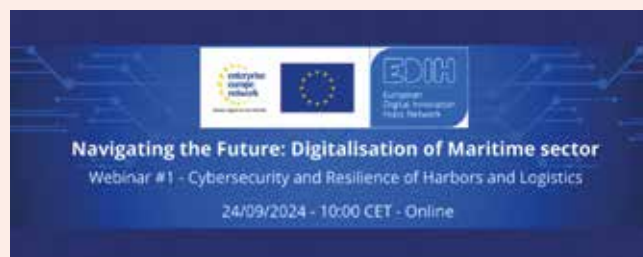 enterprise
europe
network
EDIH
European
Digital Innovation
Hubs Network
Navigating the Future: Digitalisation of Maritime sector
Webinar #1 - Cybersecurity and Resilience of Harbors and Logistics
24/09/2024 - 10:00 CET - Online